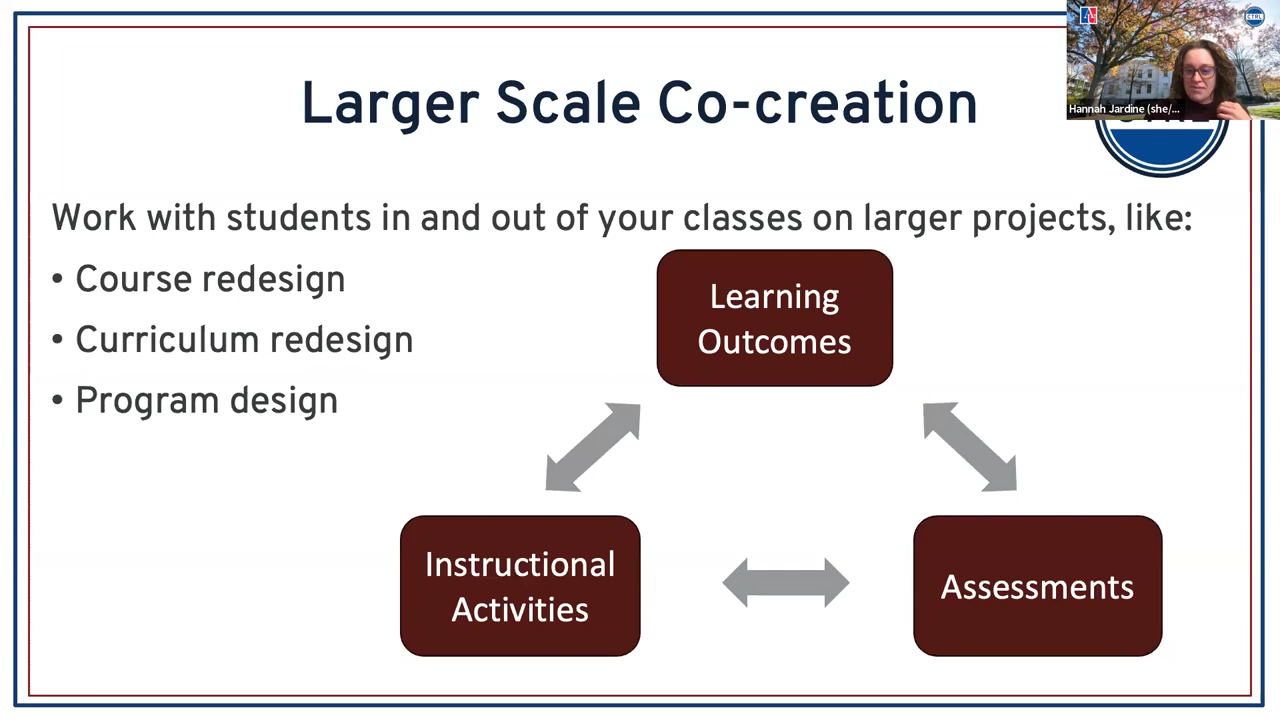 Larger Scale Co-creation
CTRL
Hannah Jardine (she/...
Work with students in and out of your classes on larger projects, like:
• Course redesign
• Curriculum redesign
• Program design
Learning
Outcomes
Instructional
Activities
Assessments